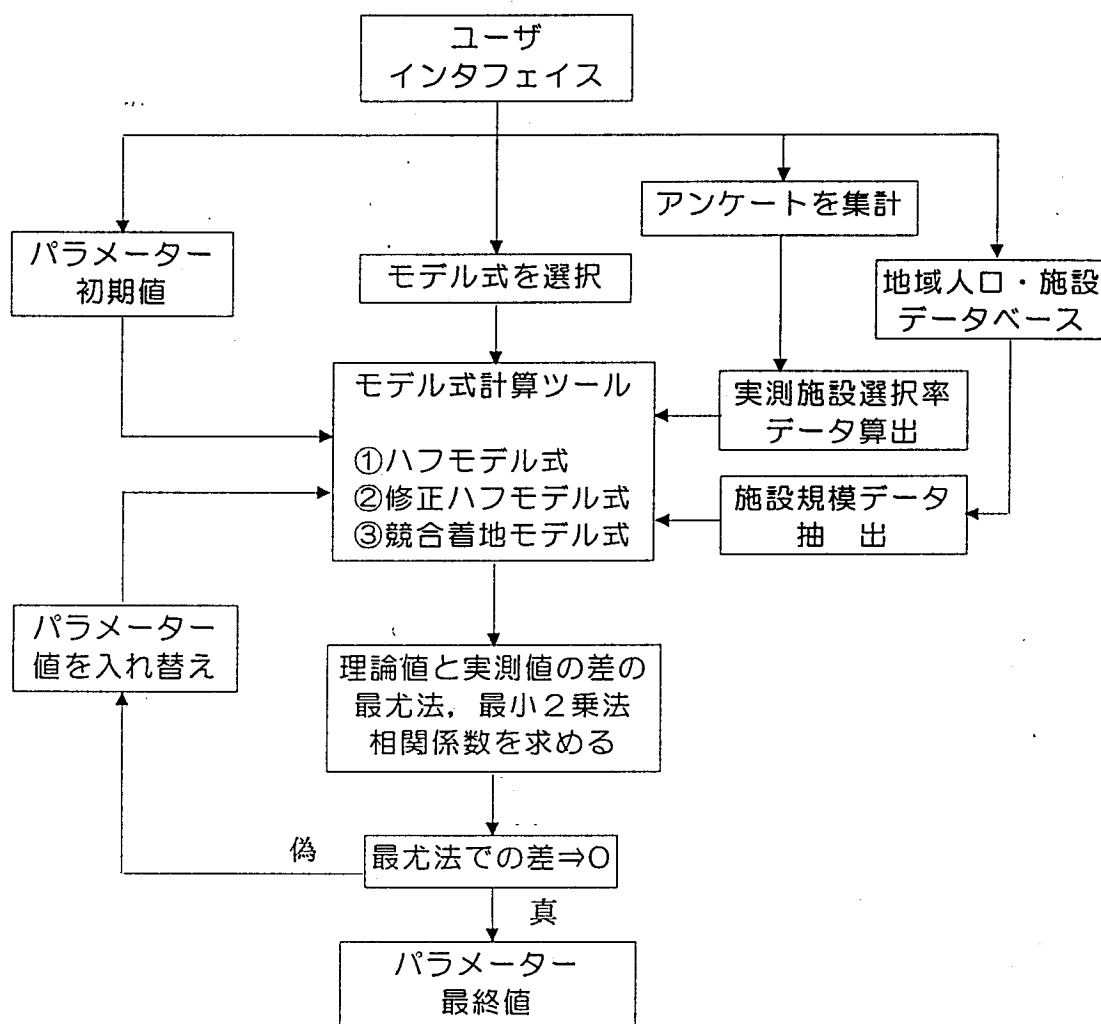 ユーザ
インタフェイス
アンケートを集計
パラメーター
初期値
モデル式を選択
地域人口・施設
データベース
モデル式計算ツール
①ハフモデル式
②修正ハフモデル式
③競合着地モデル式
実測施設選択率
データ算出
施設規模データ
抽　出
パラメーター
値を入れ替え
理論値と実測値の差の
最尤法，最小２乗法
相関係数を求める
偽
最尤法での差⇒0
真
パラメーター
最終値